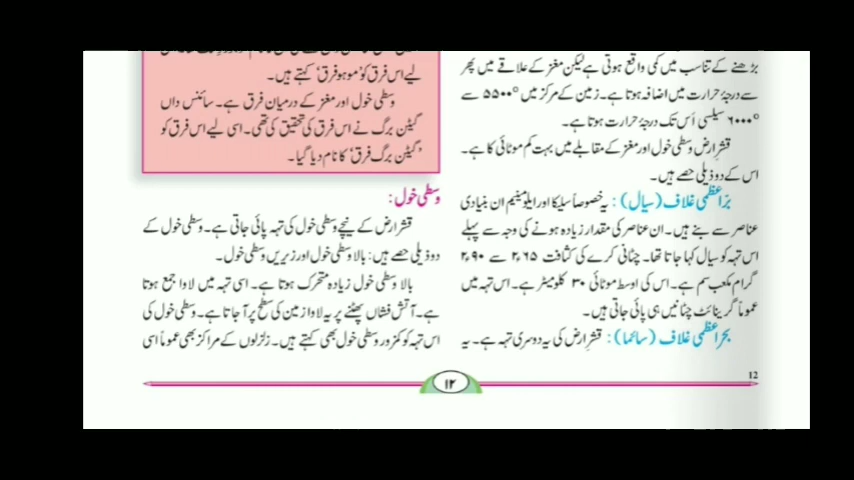 بڑھنے کے تناسب میں کمی واقع ہوتی ہے لیکن مغز کے علاقے میں پھر
سے درجۂ حرارت میں اضافہ ہوتا ہے۔ زمین کے مرکز میں °۵۵۰۰ سے
°۶۰۰۰ سیلسی اُس تک درجۂ حرارت ہوتا ہے۔
قشرِ ارض وسطی خول اور مغز کے مقابلے میں بہت کم موٹائی کا ہے۔
اس کے دو ذیلی حصے ہیں۔
برّ اعظمی غلاف (سیال) : یہ خصوصاً سلیکا اور ایلومینیم ان بنیادی
عناصر سے بنے ہیں۔ ان عناصر کی مقدار زیادہ ہونے کی وجہ سے پہلے
اس تہہ کو سیال کہا جاتا تھا۔ چٹانی کرے کی کثافت ۲ء۶۵ سے ۲ء۹۰
گرام مکعب سم ہے۔ اس کی اوسط موٹائی ۳۰ کلومیٹر ہے۔ اس تہہ میں
عموماً گرینائٹ چٹانیں ہی پائی جاتی ہیں۔
بحر اعظمی غلاف (سائما) : قشرِ ارض کی یہ دوسری تہہ ہے۔ یہ
لیے اس فرق کو 'موہو فرق' کہتے ہیں۔
وسطی خول اور مغز کے درمیان فرق ہے۔ سائنس داں
گٹین برگ نے اس فرق کی تحقیق کی تھی۔ اسی لیے اس فرق کو
'گٹین برگ فرق' کا نام دیا گیا۔
وسطی خول :
قشرِ ارض کے نیچے وسطی خول کی تہہ پائی جاتی ہے۔ وسطی خول کے
دو ذیلی حصے ہیں : بالا وسطی خول اور زیریں وسطی خول۔
بالا وسطی خول زیادہ متحرک ہوتا ہے۔ اسی تہہ میں لاوا جمع ہوتا
ہے۔ آتش فشاں پھٹنے پر یہ لاوا زمین کی سطح پر آجاتا ہے۔ وسطی خول کی
اس تہہ کو کمزور وسطی خول بھی کہتے ہیں۔ زلزلوں کے مراکز بھی عموماً اسی
12
۱۲